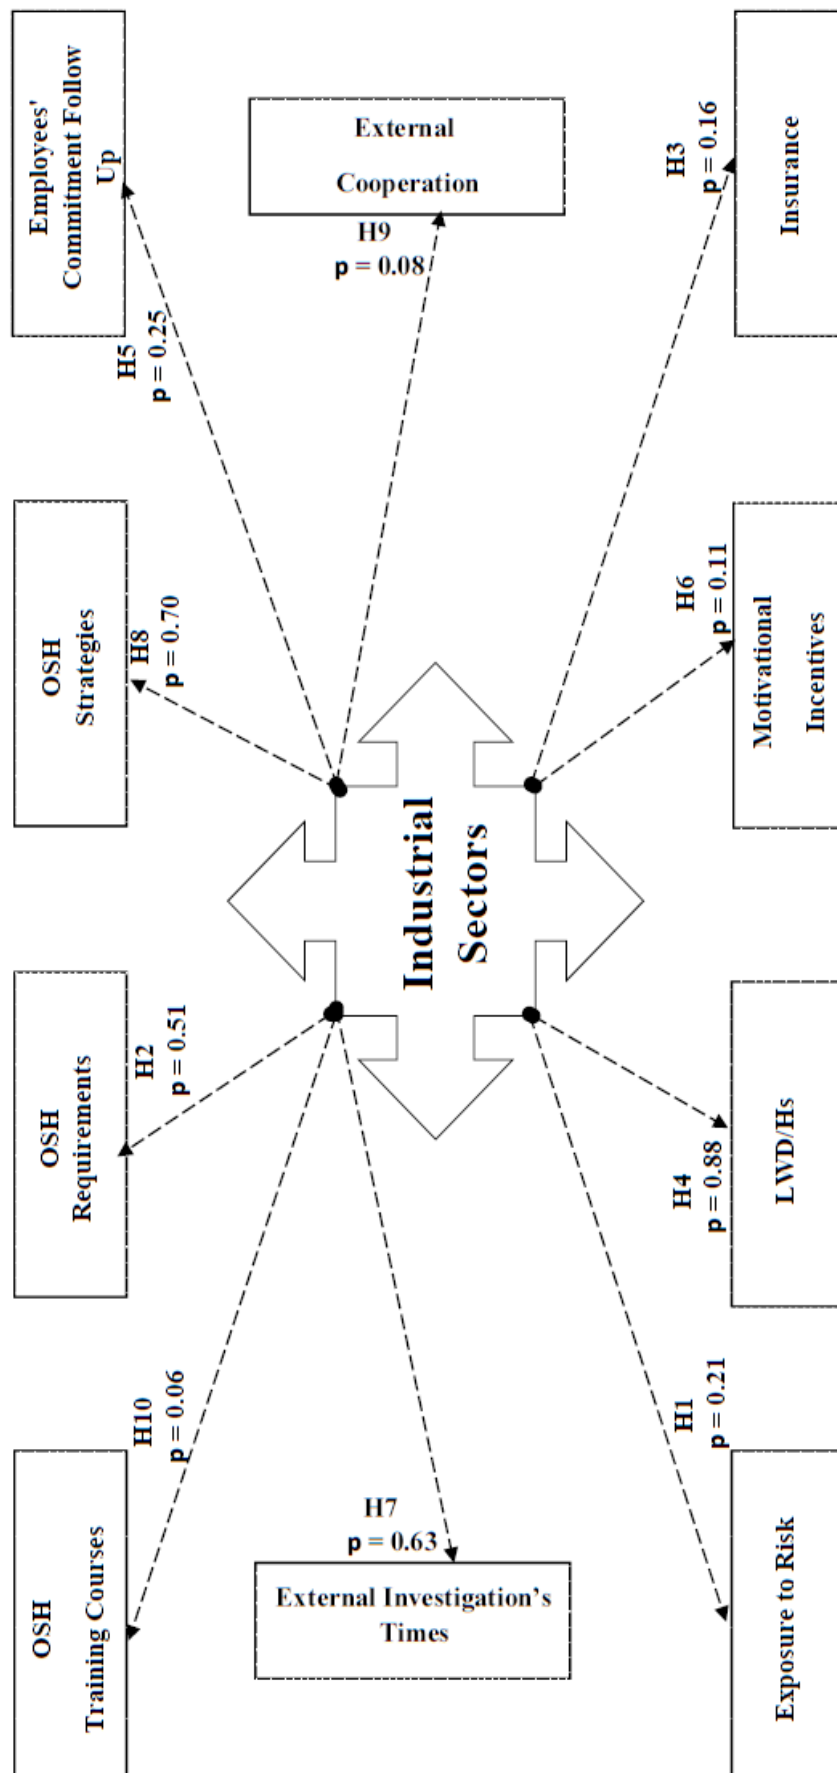 Employees'
Commitment Follow
Up
H5
p = 0.25
External
Cooperation
H9
p = 0.08
Insurance
H3
p = 0.16
OSH
Strategies
H8
p = 0.70
Motivational
Incentives
H6
p = 0.11
Industrial
Sectors
OSH
Requirements
H2
p = 0.51
LWD/Hs
H4
p = 0.88
OSH
Training Courses
H10
p = 0.06
H7
p = 0.63
External Investigation’s
Times
Exposure to Risk
H1
p = 0.21